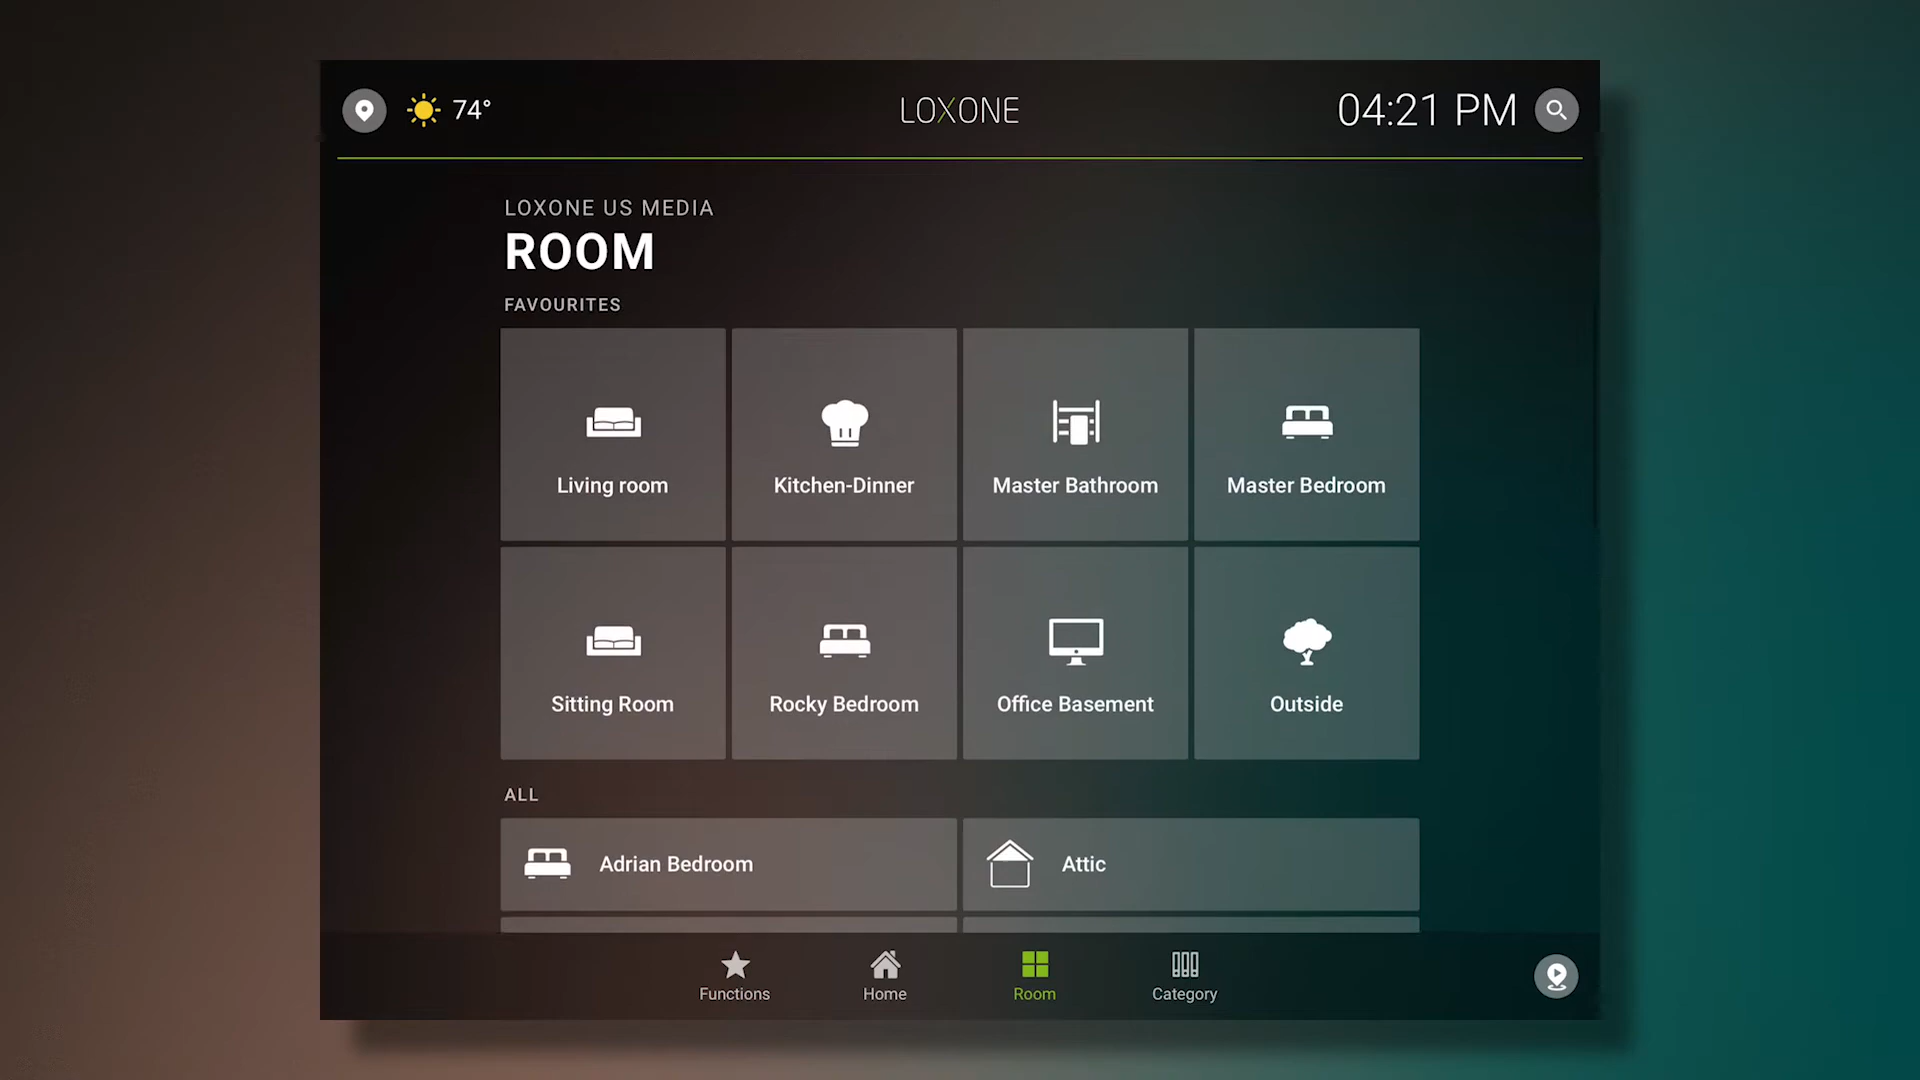 74°
LOXONE
04:21 PM
LOXONE US MEDIA
ROOM
FAVOURITES
Living room
Kitchen-Dinner
Master Bathroom
Master Bedroom
Sitting Room
Rocky Bedroom
Office Basement
Outside
ALL
Adrian Bedroom
Attic
Functions
Home
Room
Category